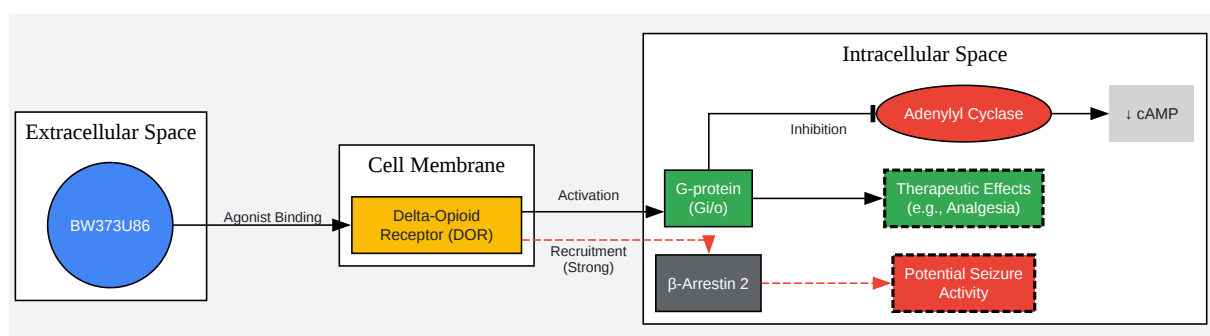 Extracellular Space
BW373U86
Agonist Binding
Cell Membrane
Delta-Opioid
Receptor (DOR)
Activation
Recruitment
(Strong)
Intracellular Space
Inhibition
Adenylyl Cyclase
↓ cAMP
G-protein
(Gi/o)
Therapeutic Effects
(e.g., Analgesia)
β-Arrestin 2
Potential Seizure
Activity